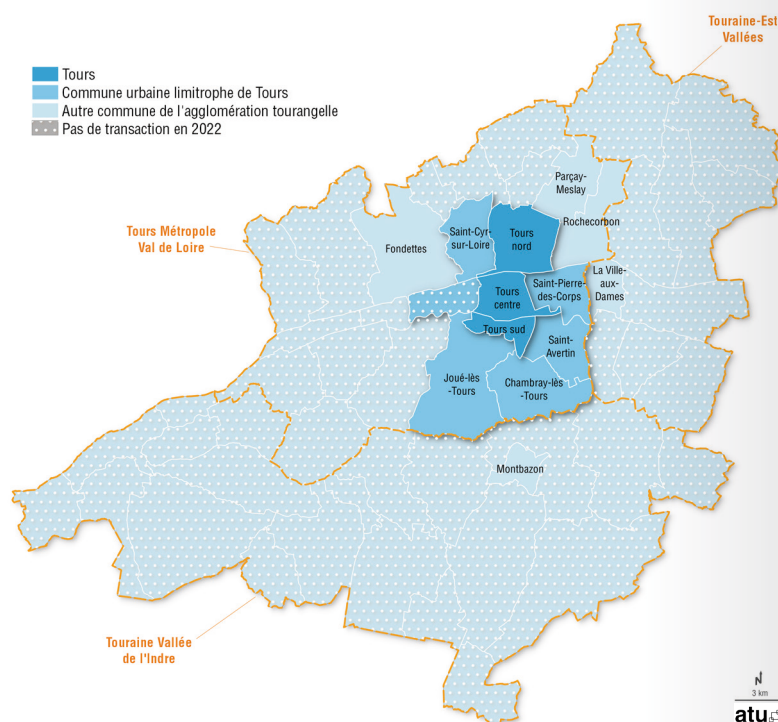 Touraine-Est
Vallées
Tours
Commune urbaine limitrophe de Tours
Autre commune de l'agglomération tourangelle
Pas de transaction en 2022
Parçay-
Meslay
Tours Métropole
Val de Loire
Fondettes
Saint-Cyr-
sur-Loire
Tours
nord
Rochecorbon
Tours
centre
Saint-Pierre-
des-Corps
La Ville-
aux-
Dames
Tours sud
Saint-
Avertin
Joué-lès
-Tours
Chambray-lès
-Tours
Montbazon
Touraine Vallée
de l'Indre
N
3 km
atu